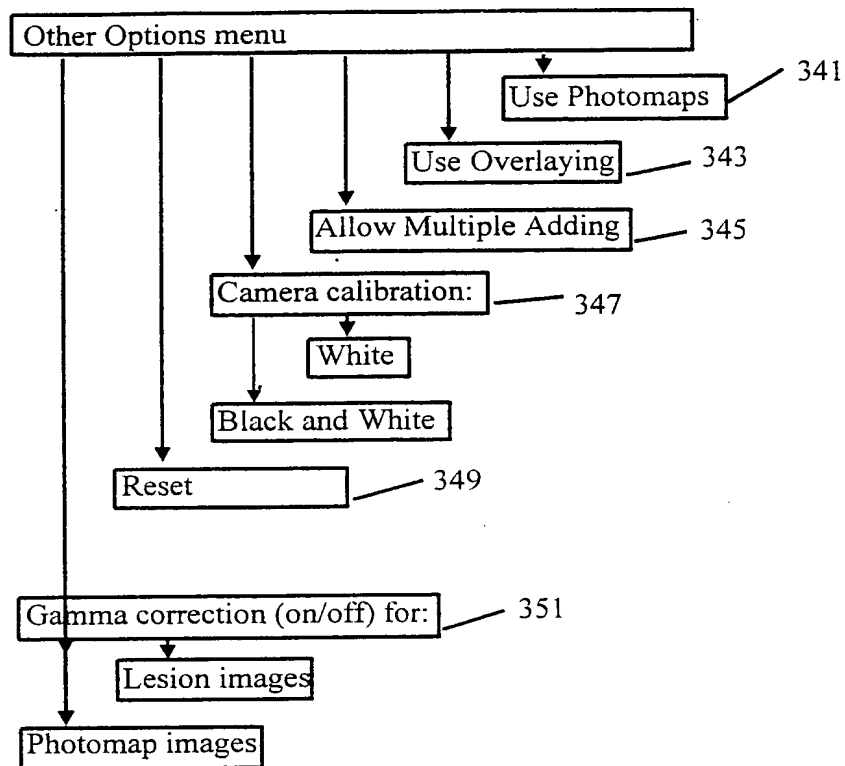 Other Options menu
Use Photomaps
341
Use Overlaying
343
Allow Multiple Adding
345
Camera calibration:
347
White
Black and White
Reset
349
Gamma correction (on/off) for:
351
Lesion images
Photomap images